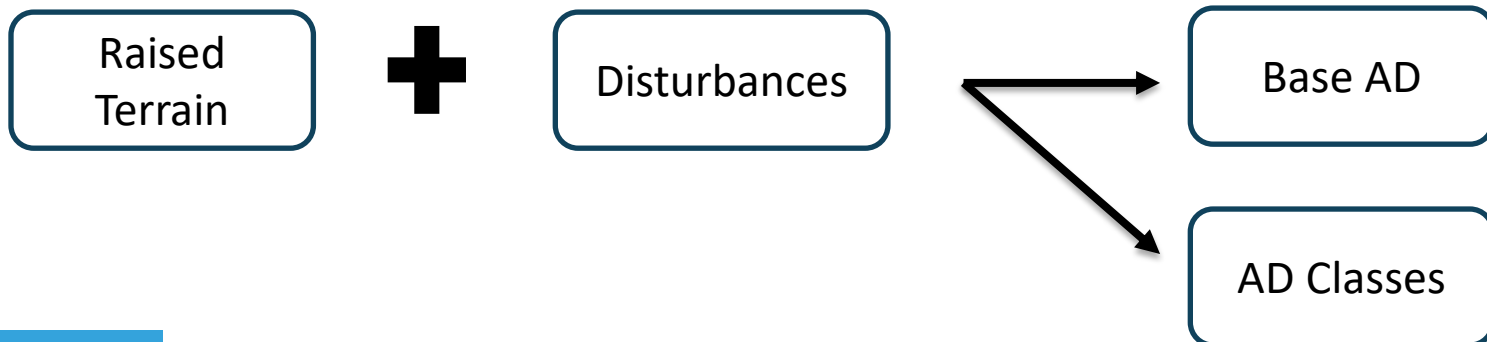 Raised
Terrain
Disturbances
Base AD
AD Classes